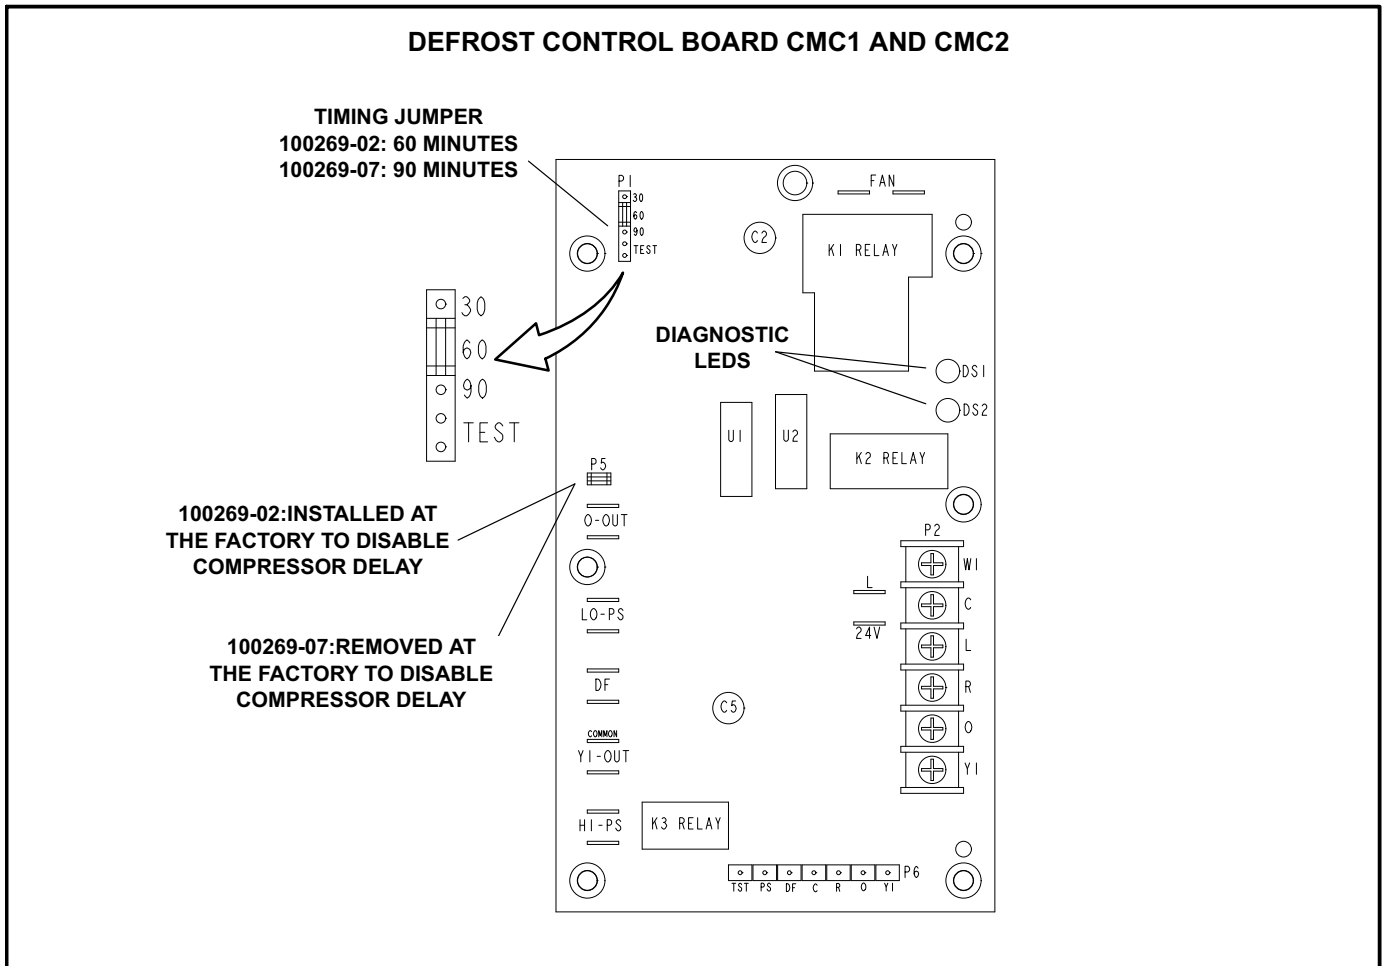 DEFROST CONTROL BOARD CMC1 AND CMC2
TIMING JUMPER
100269-02: 60 MINUTES
100269-07: 90 MINUTES
P1
30
60
90
TEST
FAN
C2
K1 RELAY
30
60
90
TEST
DIAGNOSTIC
LEDS
DS1
DS2
U1
U2
K2 RELAY
P5
100269-02:INSTALLED AT
THE FACTORY TO DISABLE
COMPRESSOR DELAY
O-OUT
P2
W1
C
L
R
O
Y1
L
24V
LO-PS
100269-07:REMOVED AT
THE FACTORY TO DISABLE
COMPRESSOR DELAY
DF
C5
COMMON
Y1-OUT
HI-PS
K3 RELAY
P6
TST PS DF C R O Y1